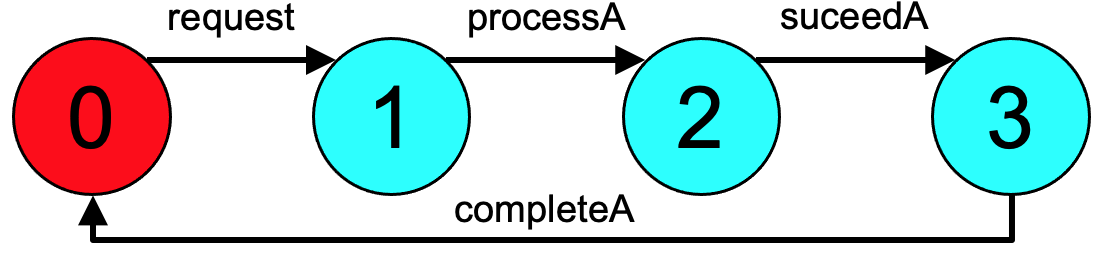 request
processA
suceedA
0
1
2
3
completeA